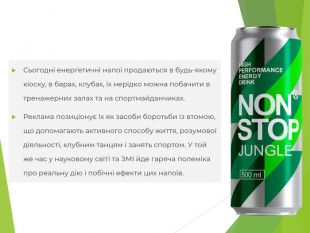 Сьогодні енергетичні напої продаються в будь-якому
кіоску, в барах, клубах, їх нерідко можна побачити в
тренажерних залах та на спортмайданчиках.
Реклама позиціонує їх як засоби боротьби із втомою,
що допомагають активного способу життя, розумової
діяльності, клубним танцям і занять спортом. У той
же час у науковому світі та ЗМІ йде гаряча полеміка
про реальну дію і побічні ефекти цих напоїв.
HIGH
PERFORMANCE
ENERGY
DRINK
NON
STOP
JUNGLE
500 ml